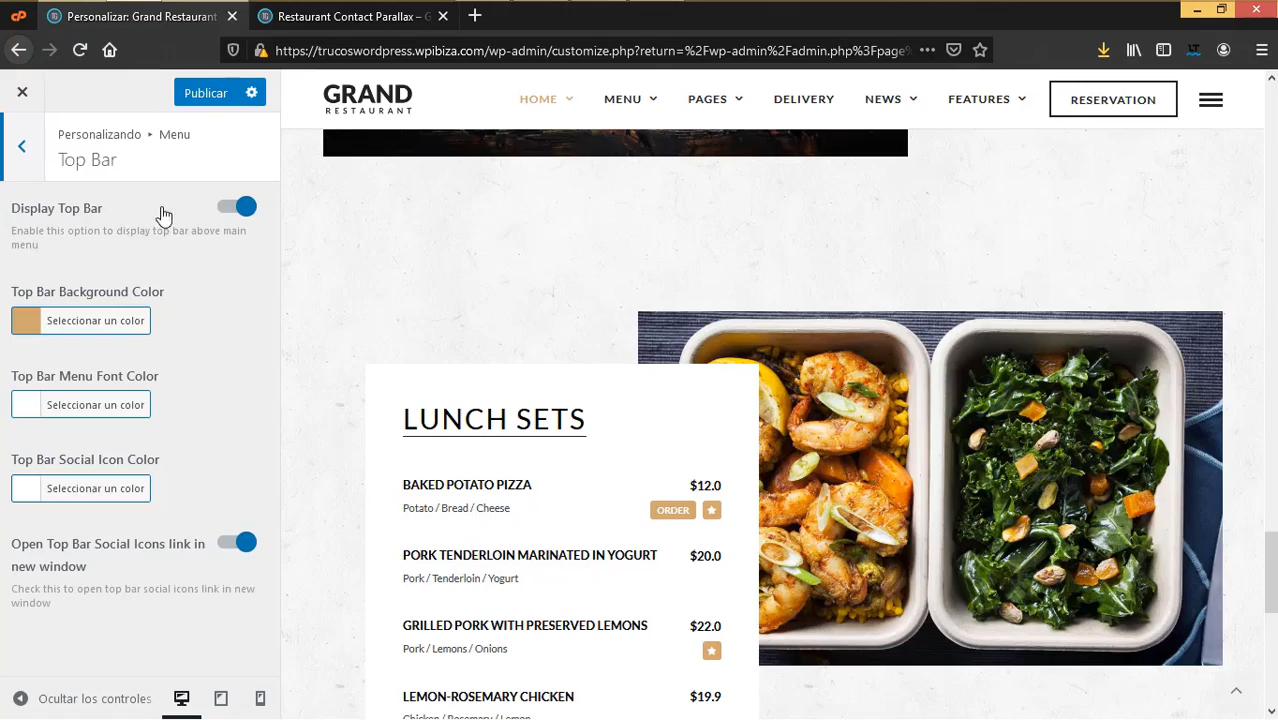 Personalizar: Grand Restaurant
Restaurant Contact Parallax – G
https://trucoswordpress.wpibiza.com/wp-admin/customize.php?return=%2Fwp-admin%2Fadmin.php%3Fpage
Publicar
Personalizando ▸ Menu
Top Bar
GRAND
RESTAURANT
HOME
MENU
PAGES
DELIVERY
NEWS
FEATURES
RESERVATION
Display Top Bar
Enable this option to display top bar above main
menu
Top Bar Background Color
Seleccionar un color
Top Bar Menu Font Color
Seleccionar un color
Top Bar Social Icon Color
Seleccionar un color
Open Top Bar Social Icons link in
new window
Check this to open top bar social icons link in new
window
Ocultar los controles
LUNCH SETS
BAKED POTATO PIZZA $12.0
Potato / Bread / Cheese ORDER
PORK TENDERLOIN MARINATED IN YOGURT $20.0
Pork / Tenderloin / Yogurt
GRILLED PORK WITH PRESERVED LEMONS $22.0
Pork / Lemons / Onions
LEMON-ROSEMARY CHICKEN $19.9
Chicken / Rosemary / Lemon